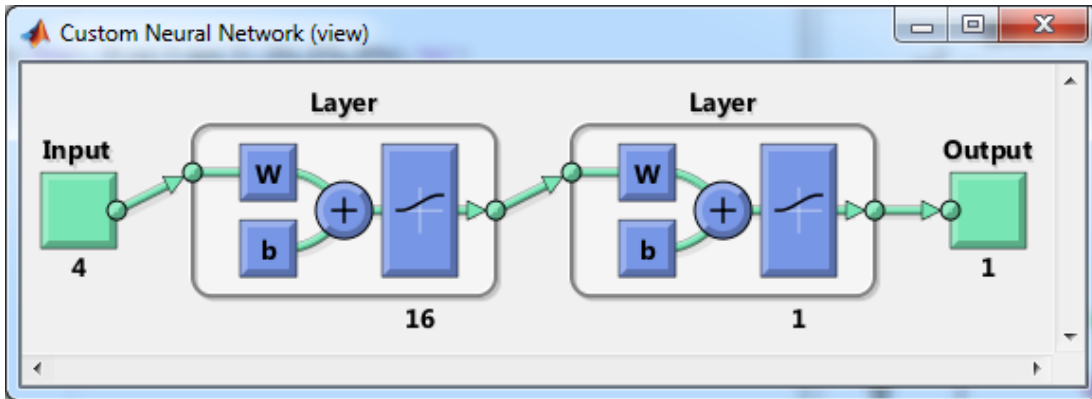 Custom Neural Network (view)
Layer
Layer
Input
Output
W
W
b
b
4
1
16
1